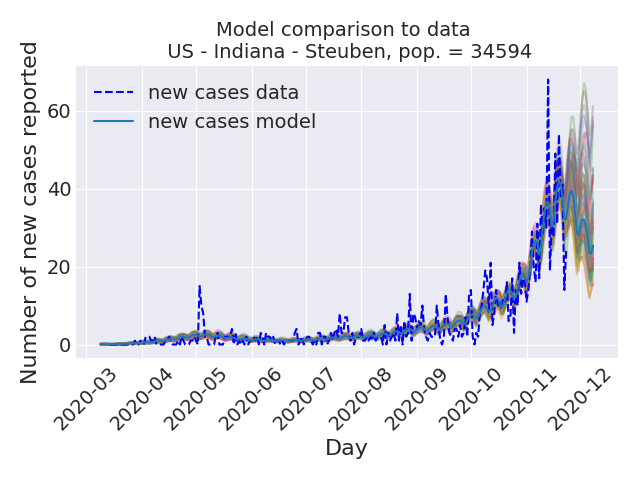 Model comparison to data
US - Indiana - Steuben, pop. = 34594
Number of new cases reported
new cases data
new cases model
60
40
20
0
2020-03
2020-04
2020-05
2020-06
2020-07
2020-08
2020-09
2020-10
2020-11
2020-12
Day